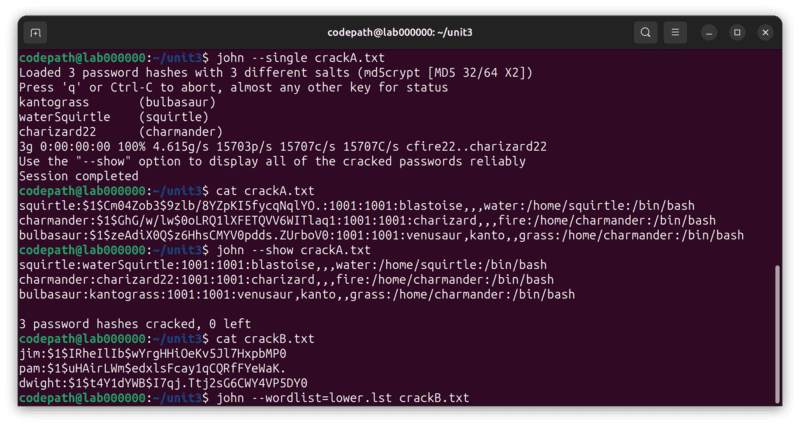 codepath@lab000000: ~/unit3
codepath@lab000000:~/unit3$ john --single crackA.txt
Loaded 3 password hashes with 3 different salts (md5crypt [MD5 32/64 X2])
Press 'q' or Ctrl-C to abort, almost any other key for status
kantograss       (bulbasaur)
waterSquirtle    (squirtle)
charizard22      (charmander)
3g 0:00:00:00 100% 4.615g/s 15703p/s 15707c/s 15707C/s cfire22..charizard22
Use the "--show" option to display all of the cracked passwords reliably
Session completed
codepath@lab000000:~/unit3$ cat crackA.txt
squirtle:$1$Cm04Zob3$9zlb/8YZpKI5fycqNqlYO.:1001:1001:blastoise,,,water:/home/squirtle:/bin/bash
charmander:$1$GhG/w/lw$0oLRQ1lXFETQVV6WITlaq1:1001:1001:charizard,,,fire:/home/charmander:/bin/bash
bulbasaur:$1$zeAdiX0Q$z6HhsCMYV0pdds.ZUrboV0:1001:1001:venusaur,kanto,,grass:/home/charmander:/bin/bash
codepath@lab000000:~/unit3$ john --show crackA.txt
squirtle:waterSquirtle:1001:1001:blastoise,,,water:/home/squirtle:/bin/bash
charmander:charizard22:1001:1001:charizard,,,fire:/home/charmander:/bin/bash
bulbasaur:kantograss:1001:1001:venusaur,kanto,,grass:/home/charmander:/bin/bash
3 password hashes cracked, 0 left
codepath@lab000000:~/unit3$ cat crackB.txt
jim:$1$IRheIlIb$wYrgHHiOeKv5Jl7HxpbMP0
pam:$1$uHAirLWm$edxlsFcay1qCQRfFYeWaK.
dwight:$1$t4Y1dYWB$I7qj.Ttj2sG6CWY4VP5DY0
codepath@lab000000:~/unit3$ john --wordlist=lower.lst crackB.txt